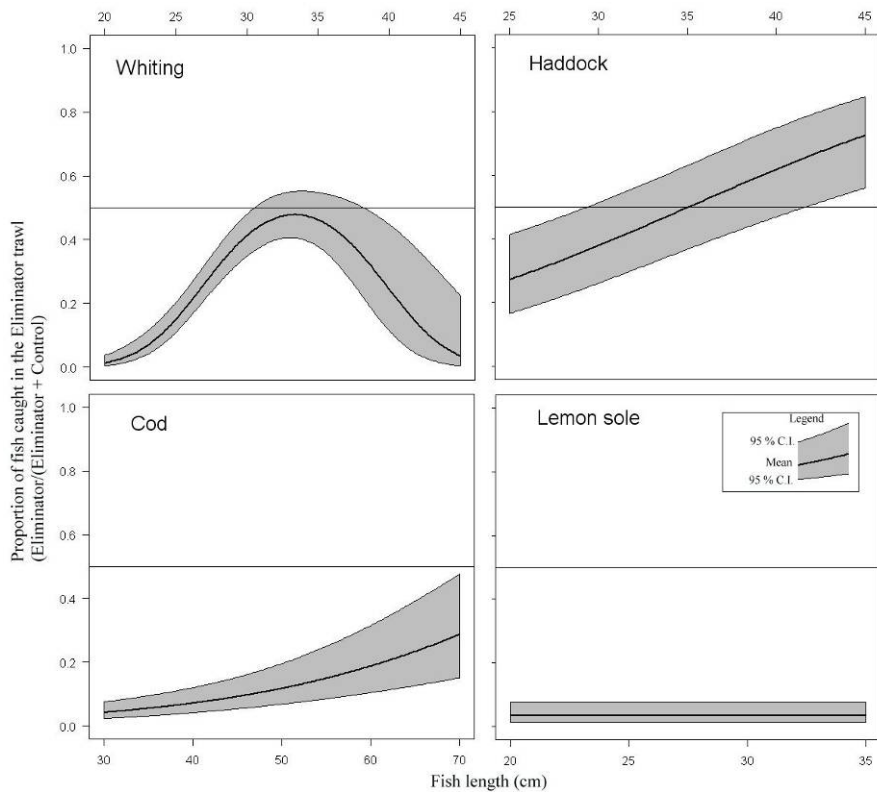 20 25 30 35 40 45
25 30 35 40 45
Whiting
Haddock
1.0
0.8
0.6
0.4
0.2
0.0
Cod
Lemon sole
Legend
95 % C.I.
Mean
95 % C.I.
1.0
0.8
0.6
0.4
0.2
0.0
30 40 50 60 70
20 25 30 35
Fish length (cm)
Proportion of fish caught in the Eliminator trawl
(Eliminator/(Eliminator + Control)